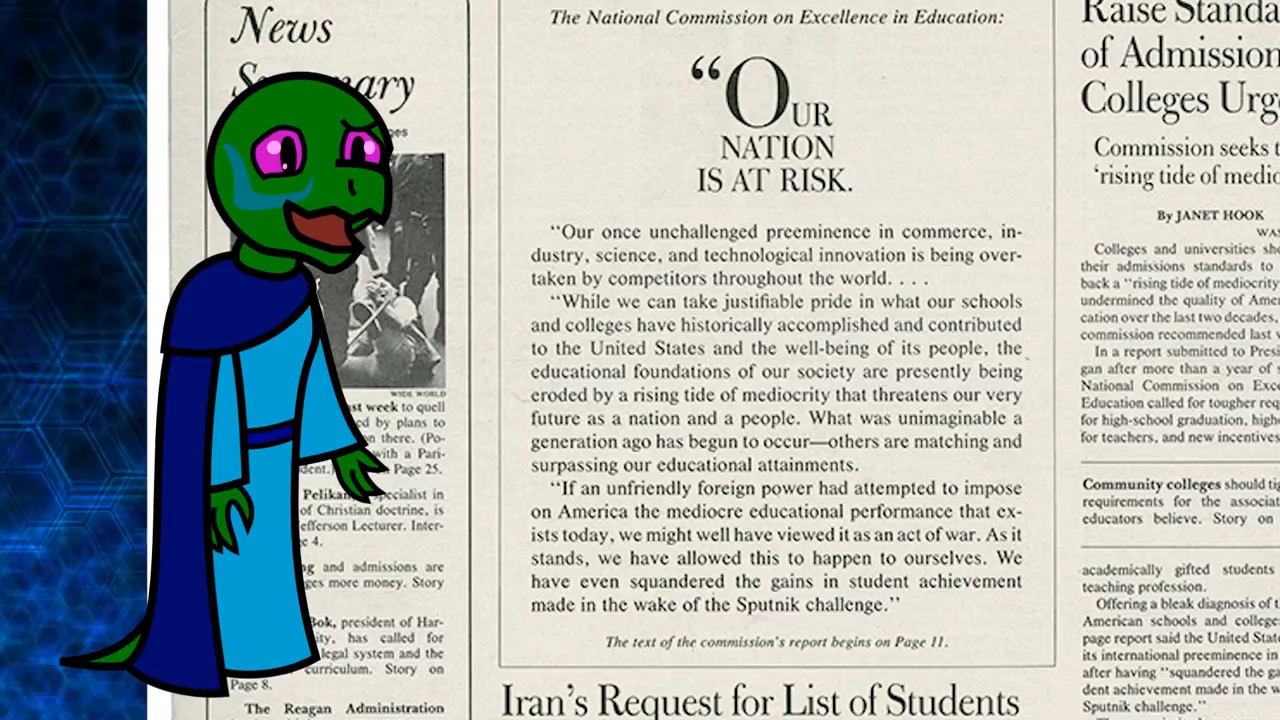 News
Summary
WIDE WORLD
st week to quell
ed by plans to
n there. (Po-
with a Pari-
dent.)
Page 25.
Pelikan, specialist in
of Christian doctrine, is
efferson Lecturer. Inter-
e 4.
ng and admissions are
ges more money. Story
Bok, president of Har-
ity, has called for
legal system and the
curriculum. Story on
Page 8.
The Reagan Administration
The National Commission on Excellence in Education:
“OUR
NATION
IS AT RISK.
“Our once unchallenged preeminence in commerce, in-
dustry, science, and technological innovation is being over-
taken by competitors throughout the world. . . .
“While we can take justifiable pride in what our schools
and colleges have historically accomplished and contributed
to the United States and the well-being of its people, the
educational foundations of our society are presently being
eroded by a rising tide of mediocrity that threatens our very
future as a nation and a people. What was unimaginable a
generation ago has begun to occur—others are matching and
surpassing our educational attainments.
“If an unfriendly foreign power had attempted to impose
on America the mediocre educational performance that ex-
ists today, we might well have viewed it as an act of war. As it
stands, we have allowed this to happen to ourselves. We
have even squandered the gains in student achievement
made in the wake of the Sputnik challenge.”
The text of the commission’s report begins on Page 11.
Iran’s Request for List of Students
Raise Standa
of Admission
Colleges Urge
Commission seeks t
‘rising tide of medio
By JANET HOOK
WAS
Colleges and universities sho
their admissions standards to
back a “rising tide of mediocrity
undermined the quality of Amer
cation over the last two decades,
commission recommended last w
In a report submitted to Presi
gan after more than a year of s
National Commission on Exce
Education called for tougher req
for high-school graduation, high
for teachers, and new incentives
Community colleges should tig
requirements for the associat
educators believe. Story on
academically gifted students
teaching profession.
Offering a bleak diagnosis of t
American schools and colleges
page report said the United State
its international preeminence in
after having “squandered the ga
dent achievement made in the w
Sputnik challenge.”